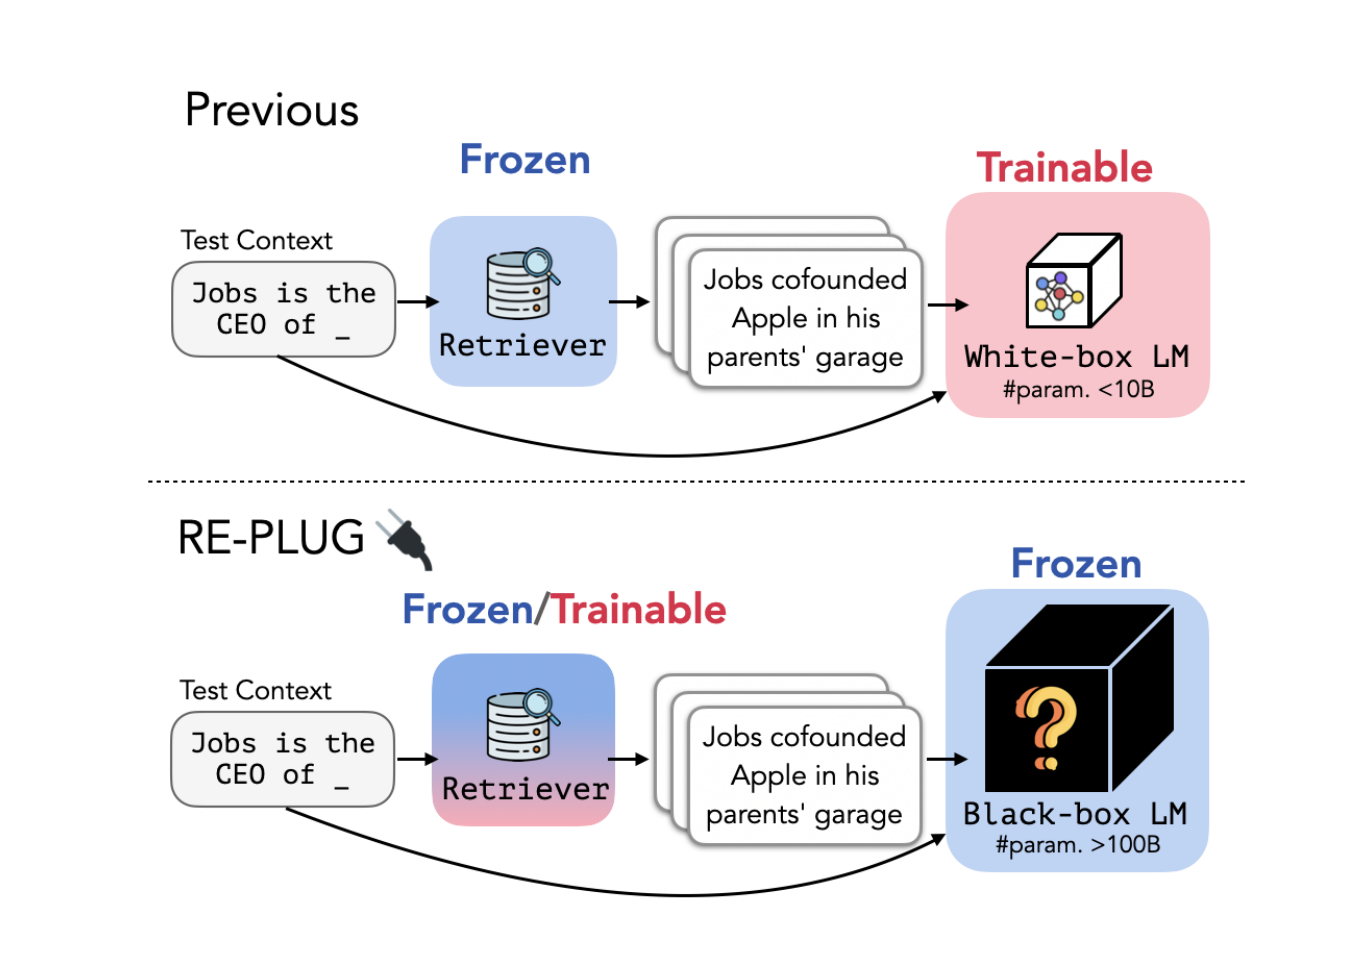 Previous
Frozen
Trainable
Test Context
Jobs is the
CEO of _
Retriever
Jobs cofounded
Apple in his
parents' garage
White-box LM
#param. <10B
RE-PLUG
Frozen
Frozen/Trainable
Test Context
Jobs is the
CEO of _
Retriever
Jobs cofounded
Apple in his
parents' garage
?
Black-box LM
#param. >100B